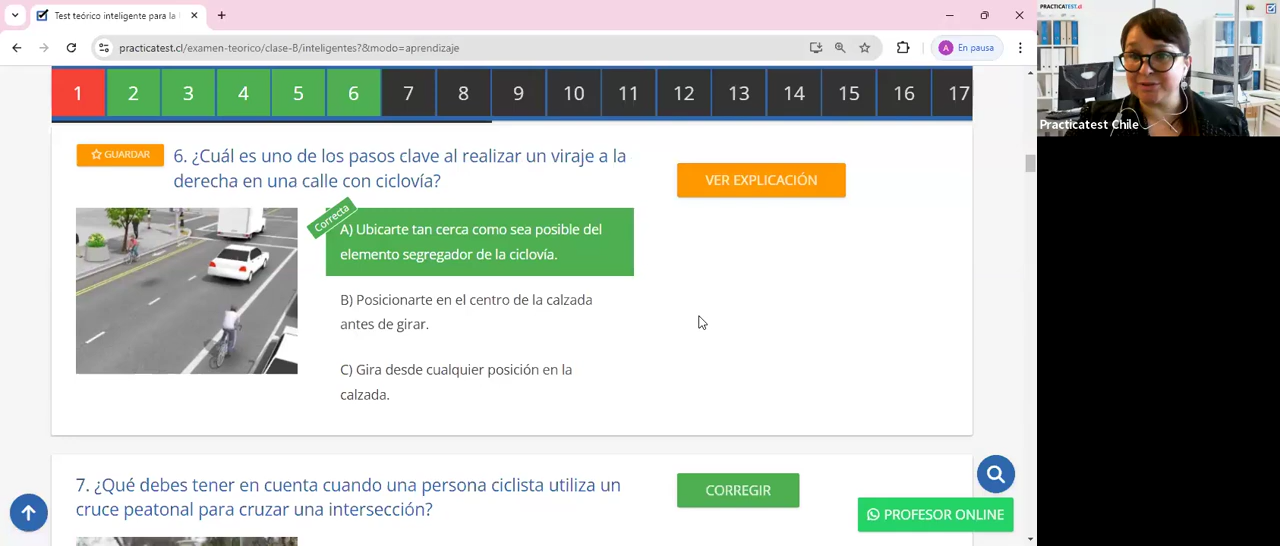 Test teórico inteligente para la
practicatest.cl/examen-teorico/clase-B/inteligentes?&modo=aprendizaje
A
En pausa
PRACTICATEST.cl
Practicatest Chile
1 2 3 4 5 6 7 8 9 10 11 12 13 14 15 16 17
GUARDAR
6. ¿Cuál es uno de los pasos clave al realizar un viraje a la
derecha en una calle con ciclovía?
VER EXPLICACIÓN
Correcta
A) Ubicarte tan cerca como sea posible del
elemento segregador de la ciclovía.
B) Posicionarte en el centro de la calzada
antes de girar.
C) Gira desde cualquier posición en la
calzada.
7. ¿Qué debes tener en cuenta cuando una persona ciclista utiliza un
cruce peatonal para cruzar una intersección?
CORREGIR
PROFESOR ONLINE